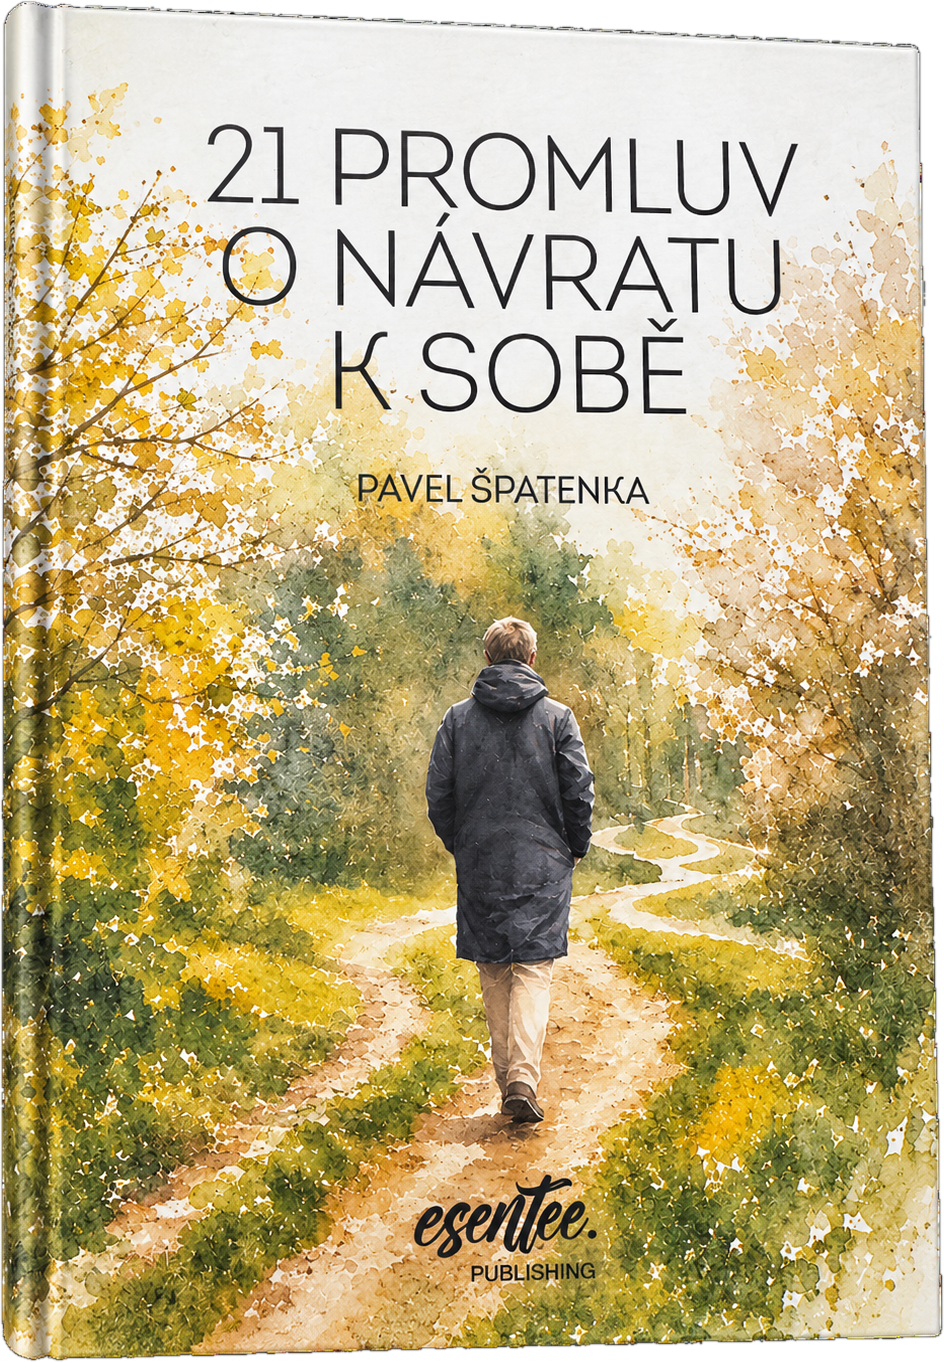 21 PROMLUV
O NÁVRATU
K SOBĚ
PAVEL ŠPATENKA
esentee.
PUBLISHING